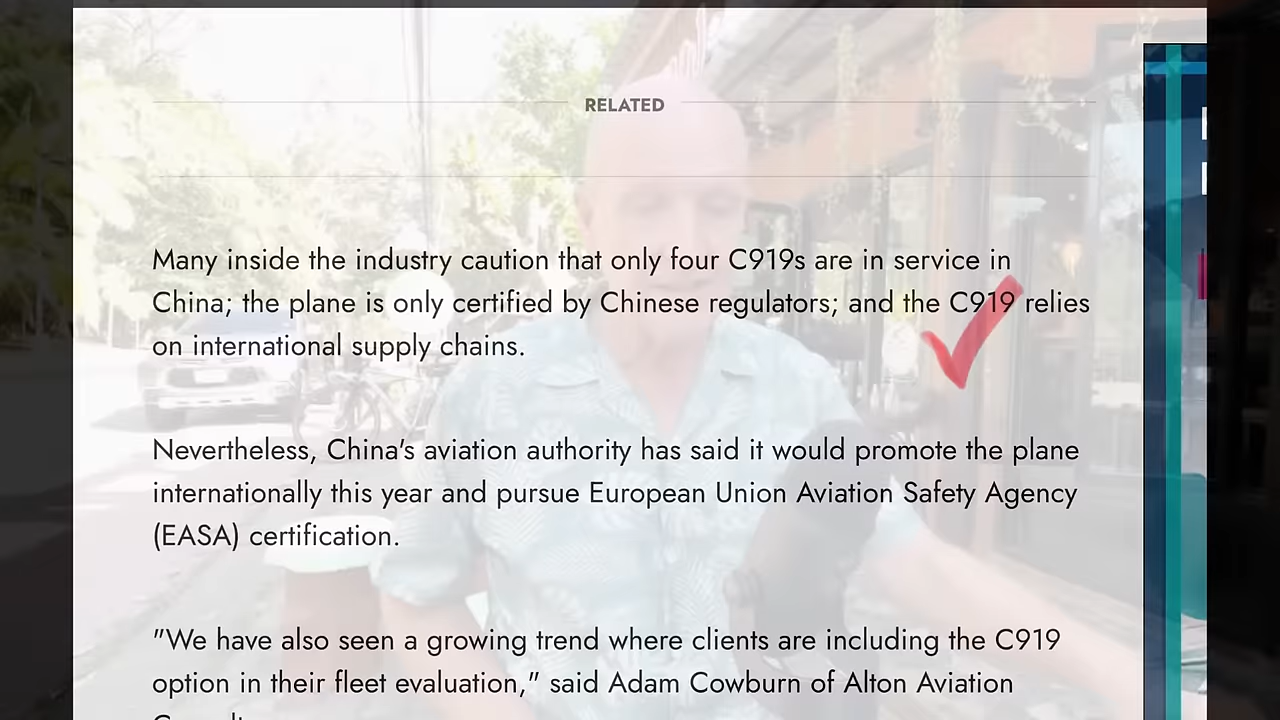 RELATED
Many inside the industry caution that only four C919s are in service in
China; the plane is only certified by Chinese regulators; and the C919 relies
on international supply chains.
Nevertheless, China's aviation authority has said it would promote the plane
internationally this year and pursue European Union Aviation Safety Agency
(EASA) certification.
"We have also seen a growing trend where clients are including the C919
option in their fleet evaluation," said Adam Cowburn of Alton Aviation